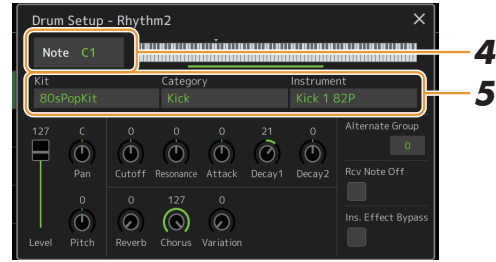 Drum Setup - Rhythm2 ×
Note C1
4
Kit Category Instrument
80sPopKit Kick Kick 1 82P
5
127 C 0 0 0 21 0 Alternate Group
0
Pan Cutoff Resonance Attack Decay1 Decay2
Rcv Note Off
0 0 127 0
Ins. Effect Bypass
Level Pitch Reverb Chorus Variation